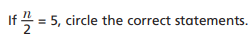 If n/2 = 5, circle the correct statements.